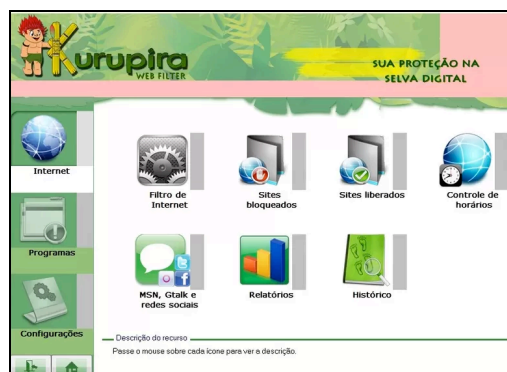 Kurupira
WEB FILTER
SUA PROTEÇÃO NA
SELVA DIGITAL
Internet
Programas
Configurações
Filtro de
Internet
Sites
bloqueados
Sites liberados
Controle de
horários
MSN, Gtalk e
redes sociais
Relatórios
Histórico
Descrição do recurso
Passe o mouse sobre cada ícone para ver a descrição.